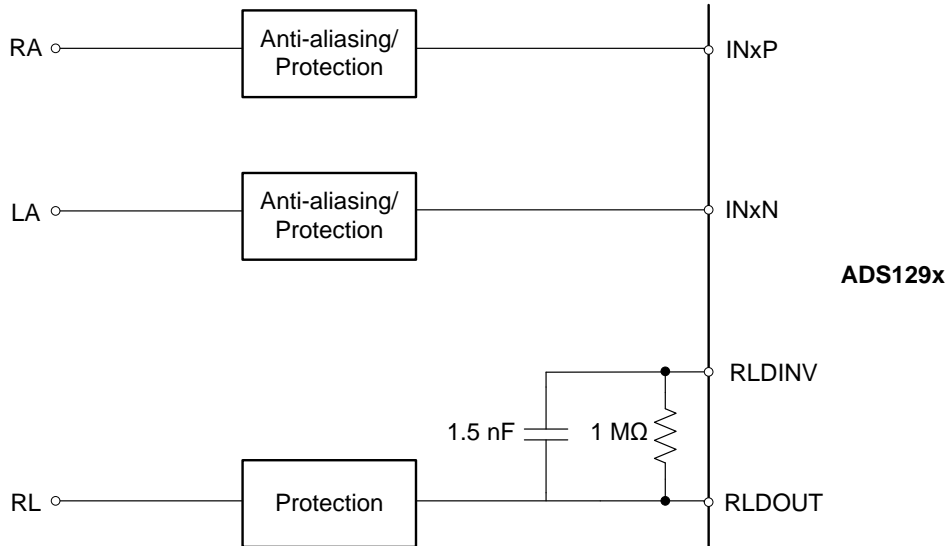 RA
Anti-aliasing/
Protection
INxP
LA
Anti-aliasing/
Protection
INxN
ADS129x
RLDINV
1.5 nF
1 MΩ
RL
Protection
RLDOUT